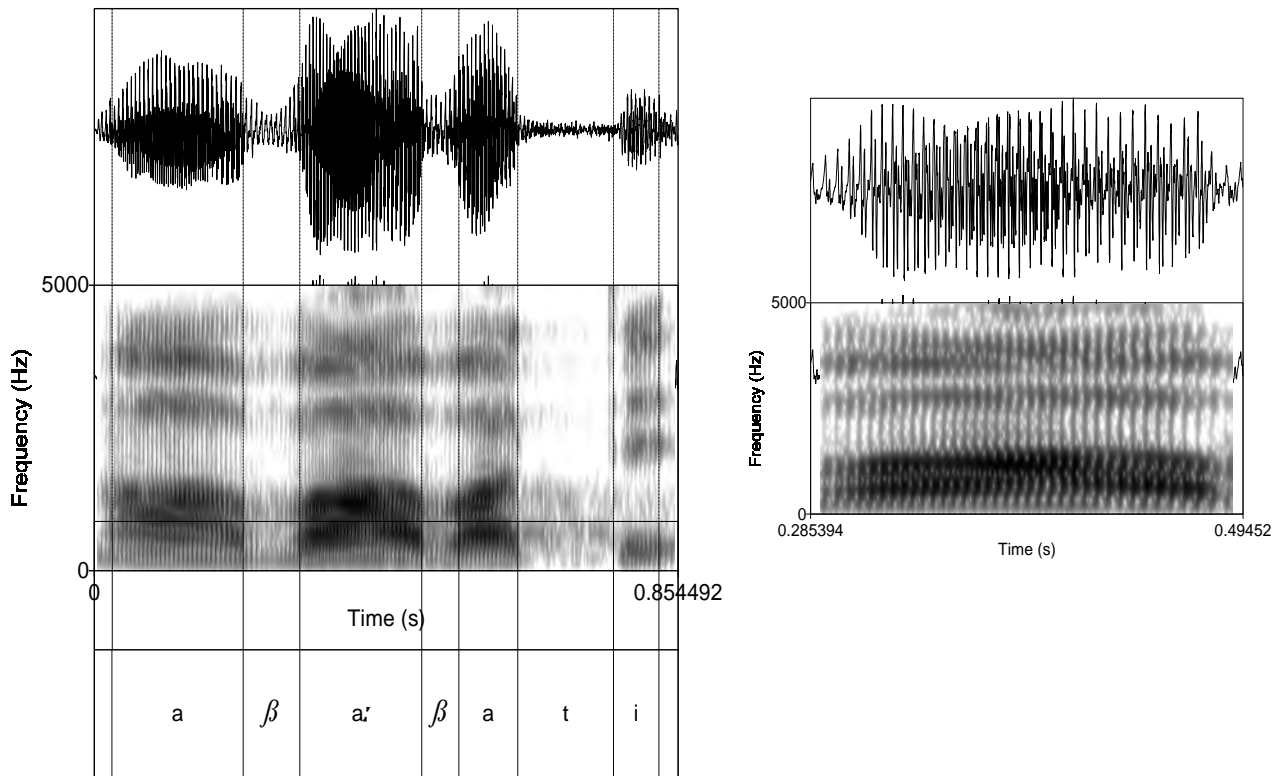 5000
Frequency (Hz)
0
0 0.854492
Time (s)
a β aː β a t i
5000
Frequency (Hz)
0
0.285394 0.49452
Time (s)